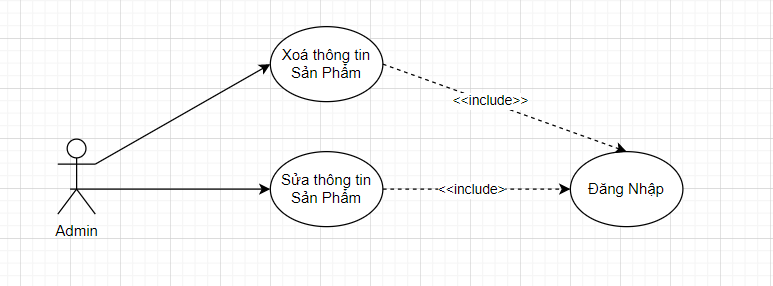 Xoá thông tin
Sản Phẩm
<<include>>
Sửa thông tin
Sản Phẩm
<<include>
Đăng Nhập
Admin